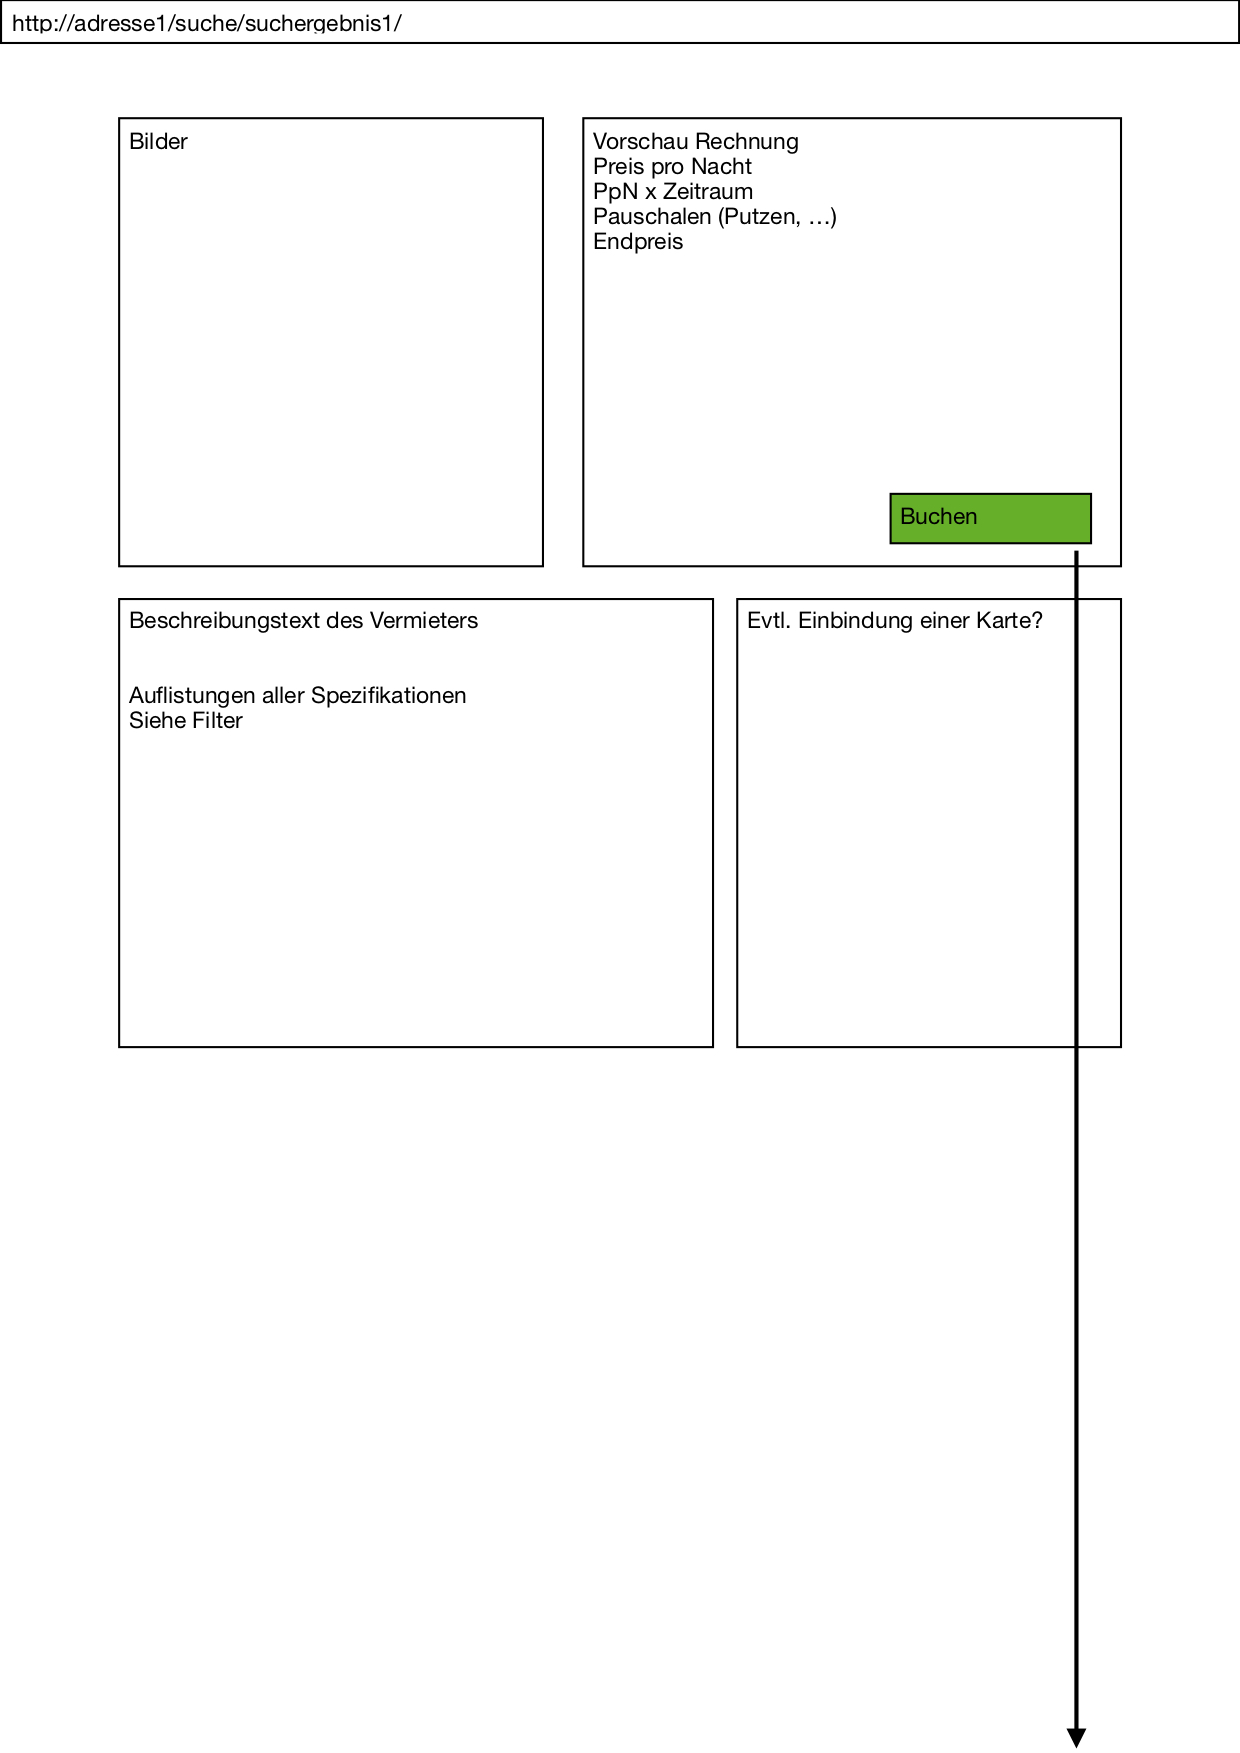 http://adresse1/suche/suchergebnis1/
Bilder
Vorschau Rechnung
Preis pro Nacht
PpN x Zeitraum
Pauschalen (Putzen, …)
Endpreis
Buchen
Beschreibungstext des Vermieters
Auflistungen aller Spezifikationen
Siehe Filter
Evtl. Einbindung einer Karte?